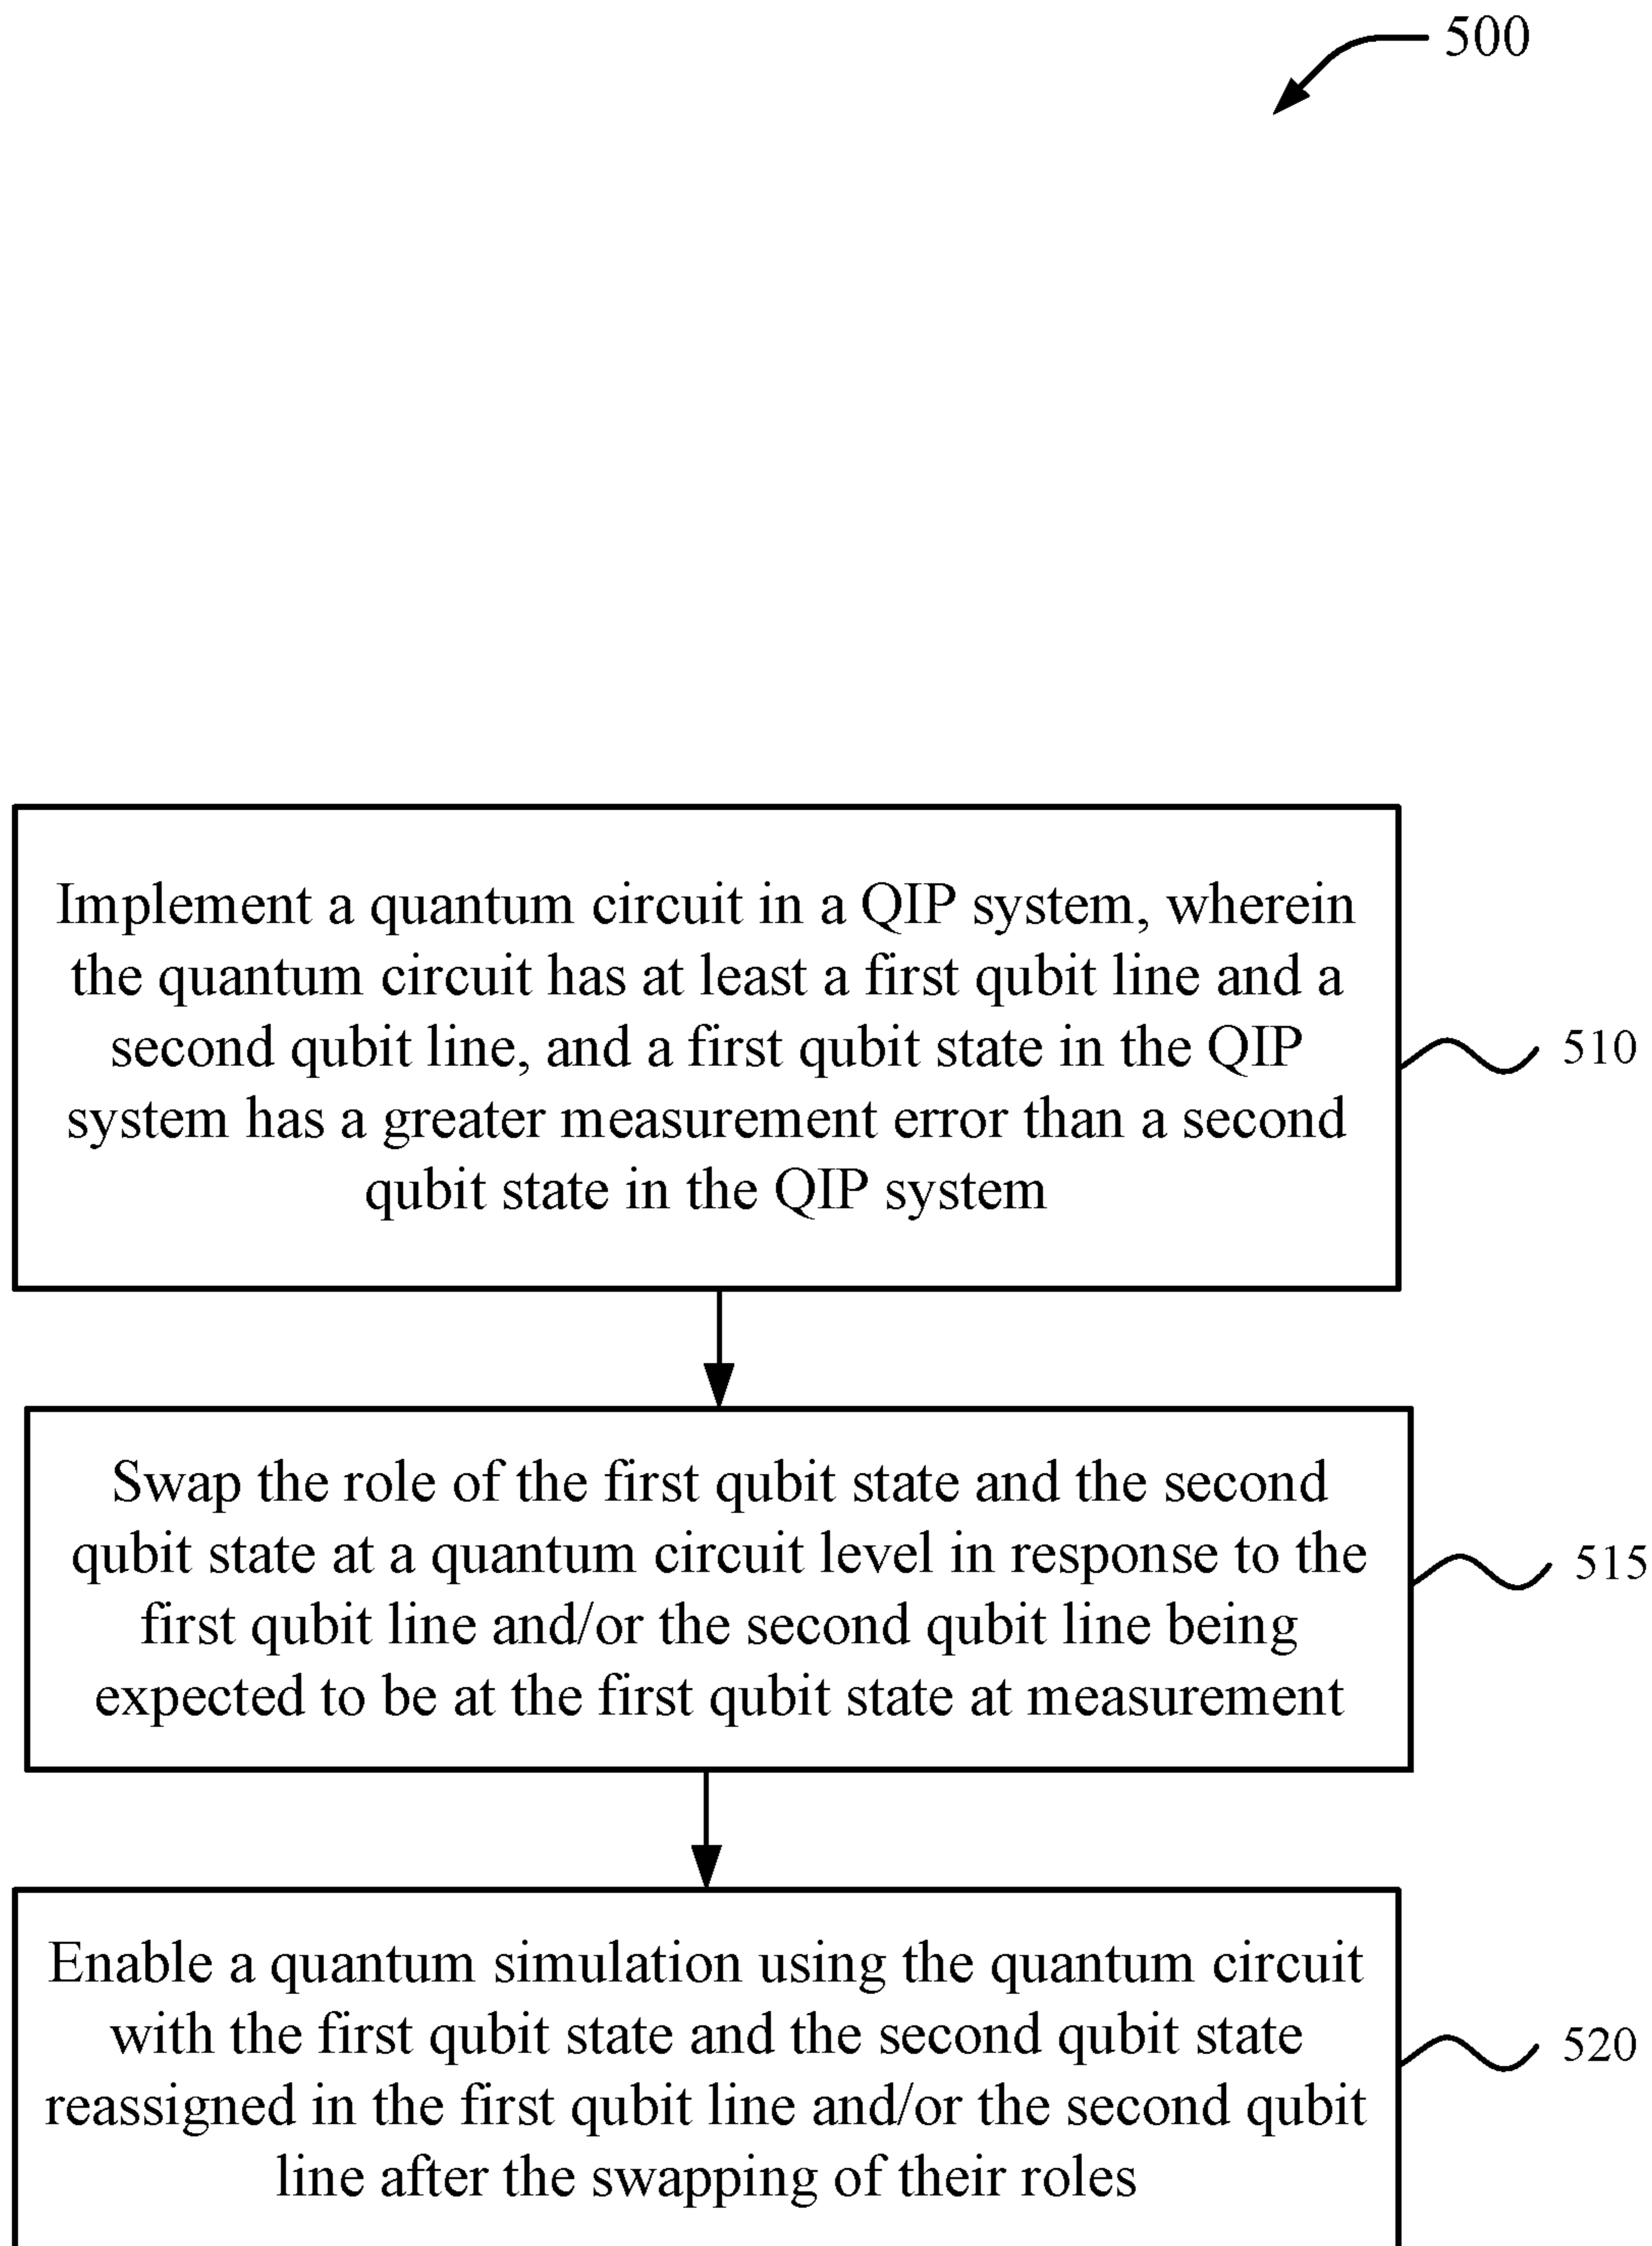 500
Implement a quantum circuit in a QIP system, wherein
the quantum circuit has at least a first qubit line and a
second qubit line, and a first qubit state in the QIP
system has a greater measurement error than a second
qubit state in the QIP system
510
Swap the role of the first qubit state and the second
qubit state at a quantum circuit level in response to the
first qubit line and/or the second qubit line being
expected to be at the first qubit state at measurement
515
Enable a quantum simulation using the quantum circuit
with the first qubit state and the second qubit state
reassigned in the first qubit line and/or the second qubit
line after the swapping of their roles
520